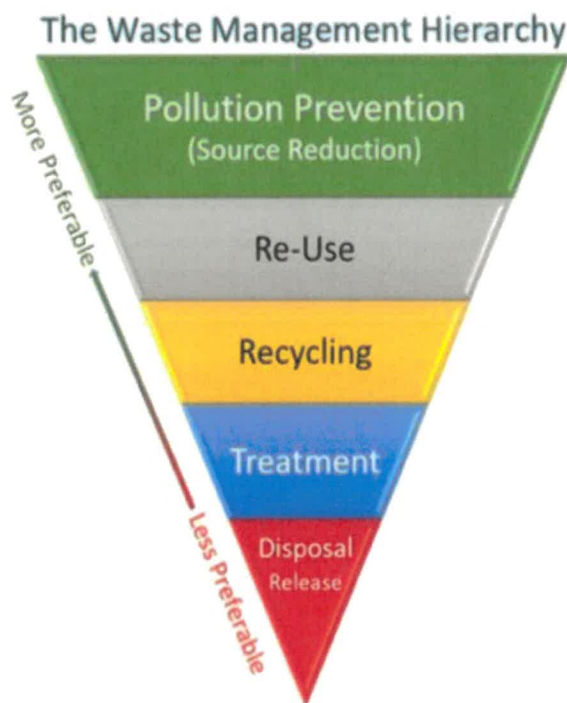 The Waste Management Hierarchy
More Preferable
Pollution Prevention
(Source Reduction)
Re-Use
Recycling
Treatment
Less Preferable
Disposal
Release